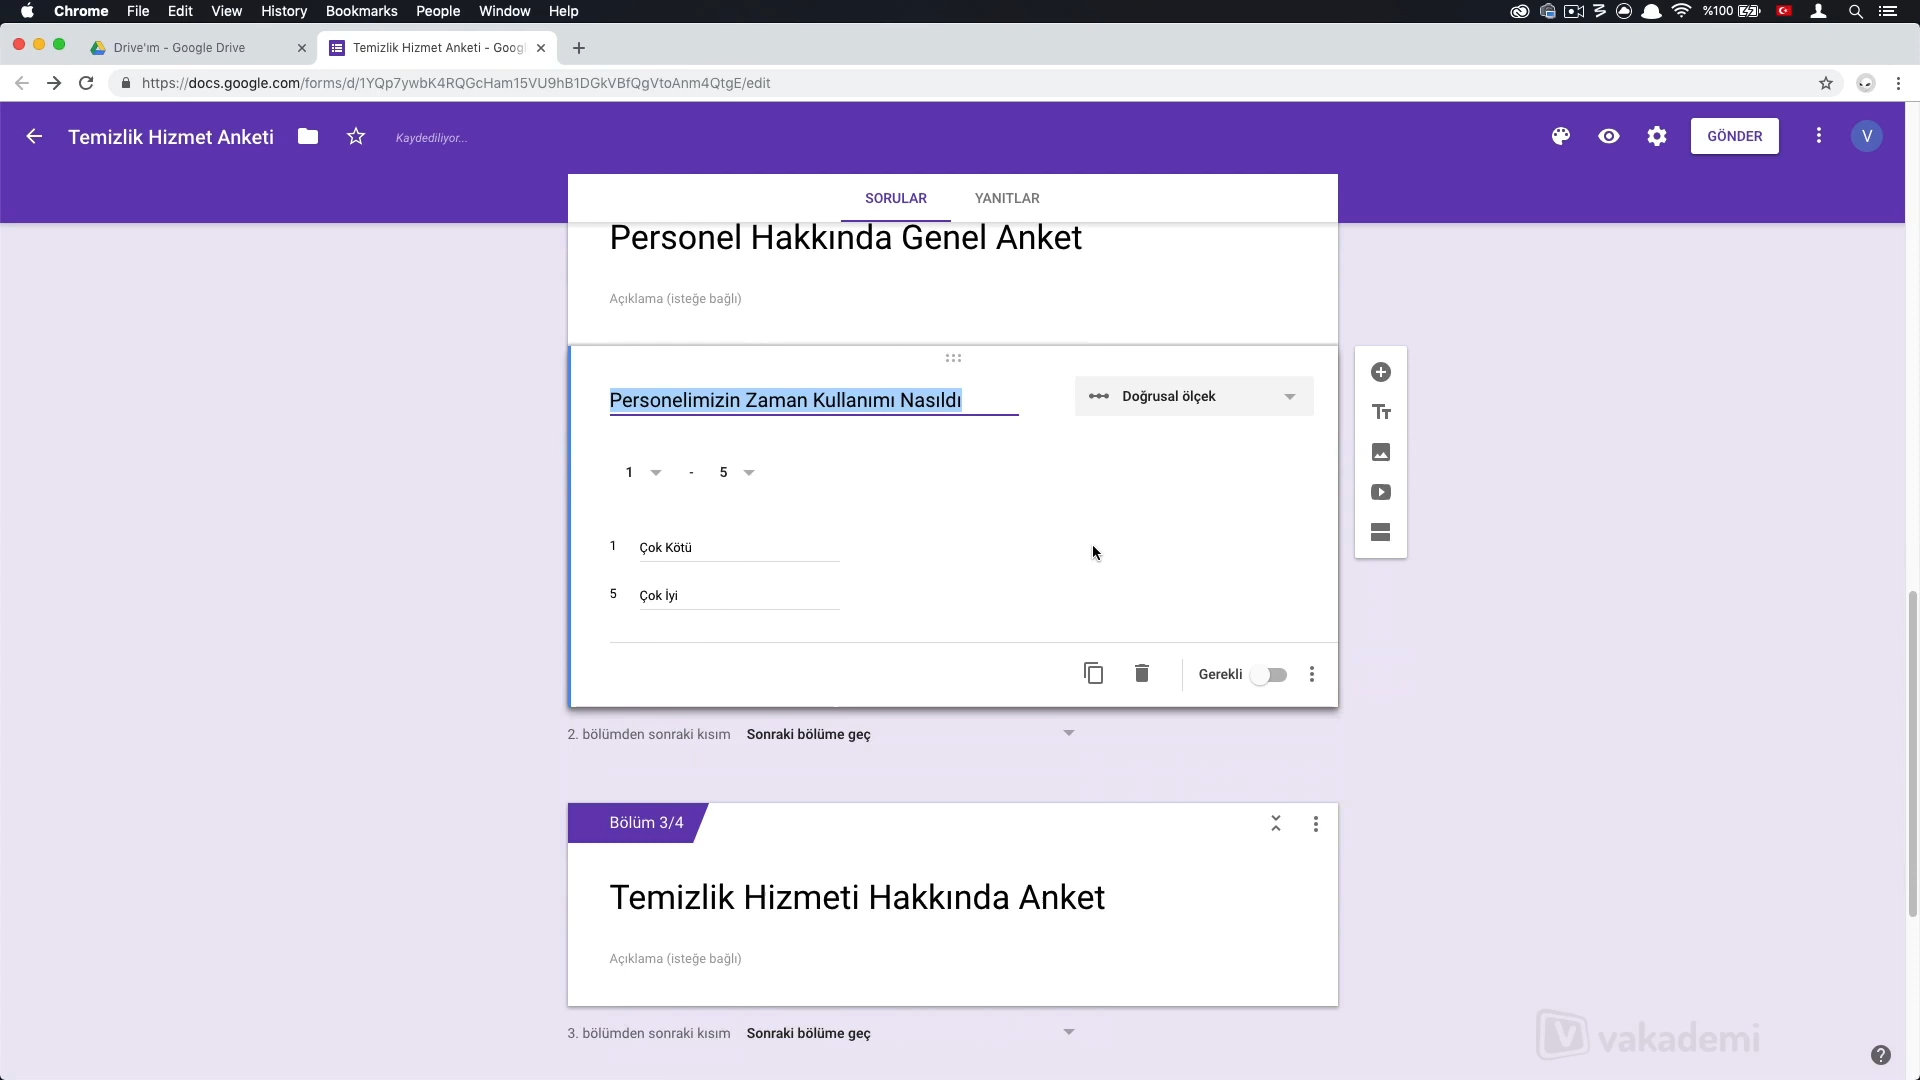 Chrome File Edit View History Bookmarks People Window Help %100
Drive'ım - Google Drive Temizlik Hizmet Anketi - Goog
https://docs.google.com/forms/d/1YQp7ywbK4RQGcHam15VU9hB1DGkVBfQgVtoAnm4QtgE/edit
Temizlik Hizmet Anketi Kaydediliyor... GÖNDER V
SORULAR YANITLAR
Personel Hakkında Genel Anket
Açıklama (isteğe bağlı)
Personelimizin Zaman Kullanımı Nasıldı Doğrusal ölçek
1 - 5
1 Çok Kötü
5 Çok İyi
Gerekli
2. bölümden sonraki kısım Sonraki bölüme geç
Bölüm 3/4
Temizlik Hizmeti Hakkında Anket
Açıklama (isteğe bağlı)
3. bölümden sonraki kısım Sonraki bölüme geç
vakademi